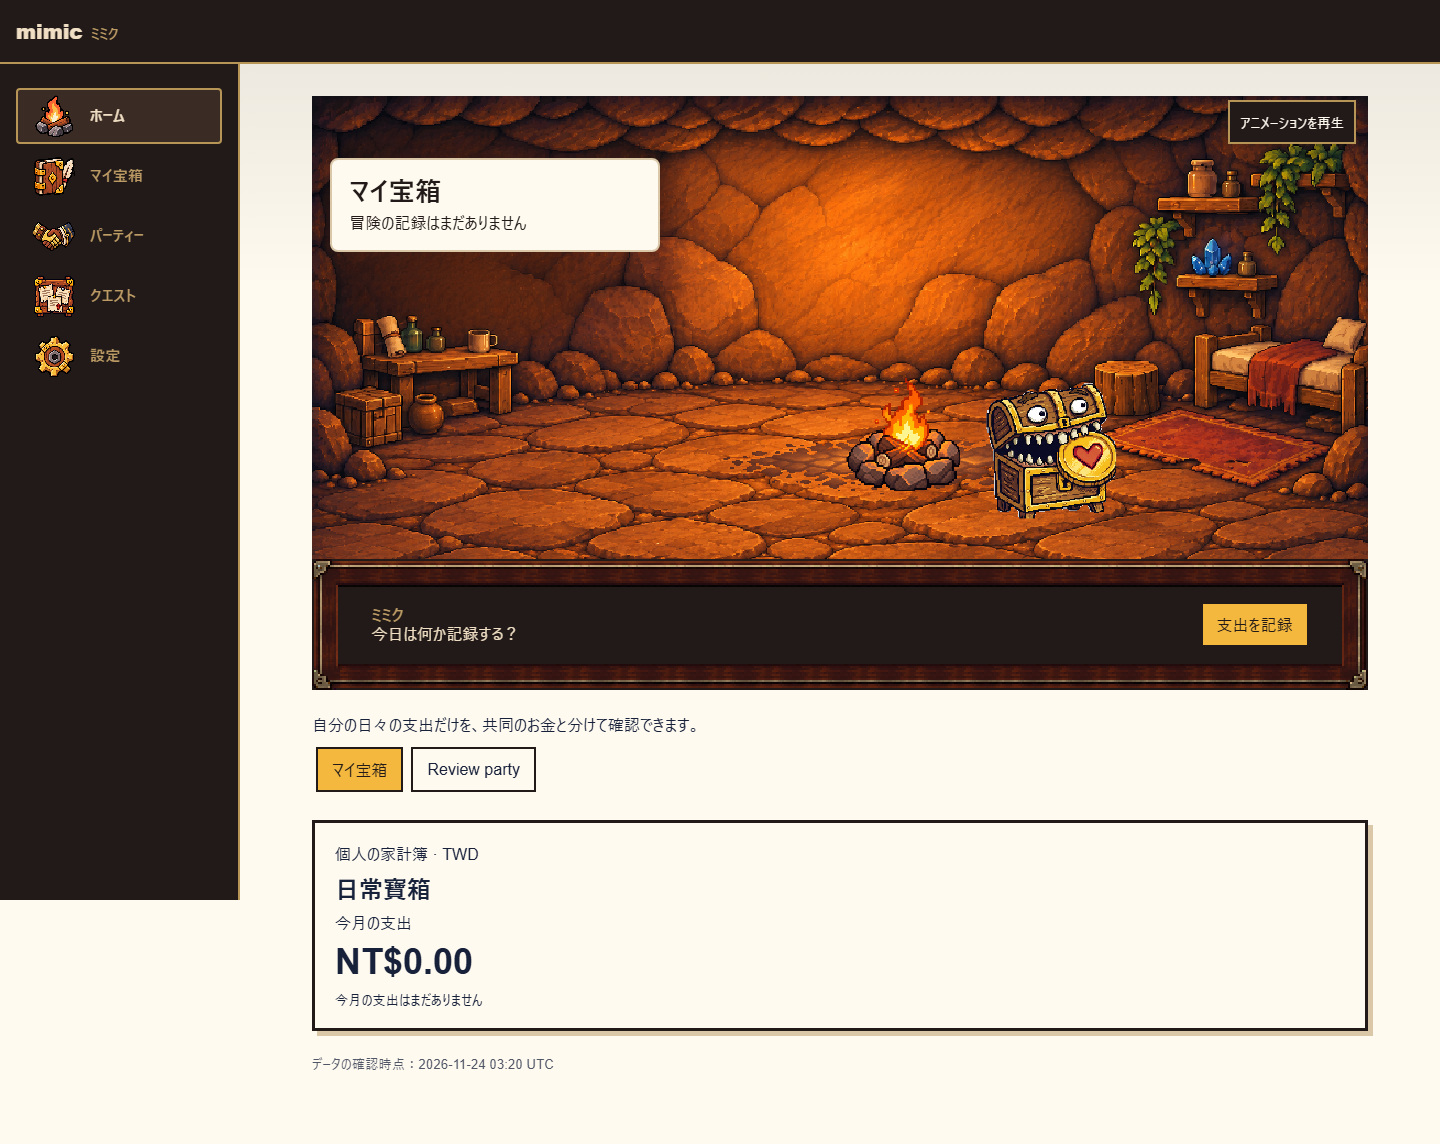 mimic ミミク
ホーム
マイ宝箱
パーティー
クエスト
設定
アニメーションを再生
マイ宝箱
冒険の記録はまだありません
ミミク
今日は何か記録する？
支出を記録
自分の日々の支出だけを、共同のお金と分けて確認できます。
マイ宝箱
Review party
個人の家計簿 · TWD
日常寶箱
今月の支出
NT$0.00
今月の支出はまだありません
データの確認時点：2026-11-24 03:20 UTC